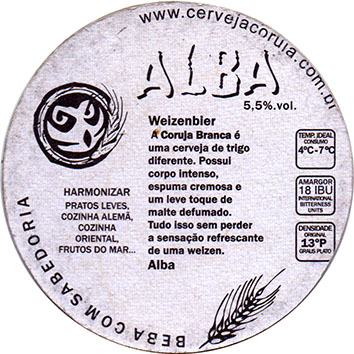 www.cervejacoruja.com.br
ALBA
5,5%vol.
Weizenbier
A Coruja Branca é
uma cerveja de trigo
diferente. Possui
corpo intenso,
espuma cremosa e
um leve toque de
malte defumado.
Tudo isso sem perder
a sensação refrescante
de uma weizen.
Alba
HARMONIZAR
PRATOS LEVES,
COZINHA ALEMÃ,
COZINHA
ORIENTAL,
FRUTOS DO MAR...
TEMP. IDEAL
CONSUMO
4°C-7°C
AMARGOR
18 IBU
INTERNATIONAL
BITTERNESS
UNITS
DENSIDADE
ORIGINAL
13°P
GRAUS PLATO
BEBA COM SABEDORIA